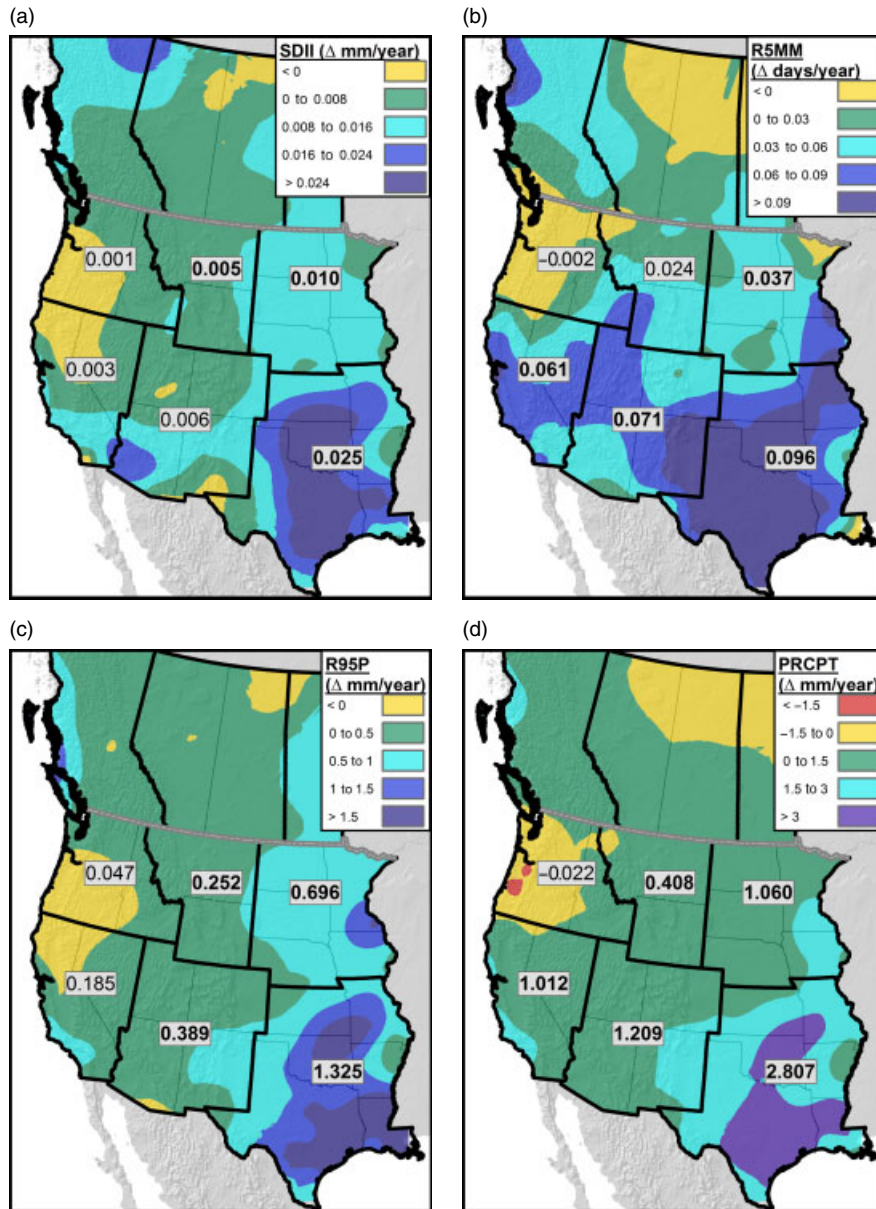 (a)
SDII (Δ mm/year)
< 0
0 to 0.008
0.008 to 0.016
0.016 to 0.024
> 0.024
0.001
0.005
0.010
0.003
0.006
0.025
(b)
R5MM
(Δ days/year)
< 0
0 to 0.03
0.03 to 0.06
0.06 to 0.09
> 0.09
−0.002
0.024
0.037
0.061
0.071
0.096
(c)
R95P
(Δ mm/year)
< 0
0 to 0.5
0.5 to 1
1 to 1.5
> 1.5
0.047
0.252
0.696
0.185
0.389
1.325
(d)
PRCPT
(Δ mm/year)
< −1.5
−1.5 to 0
0 to 1.5
1.5 to 3
> 3
−0.022
0.408
1.060
1.012
1.209
2.807